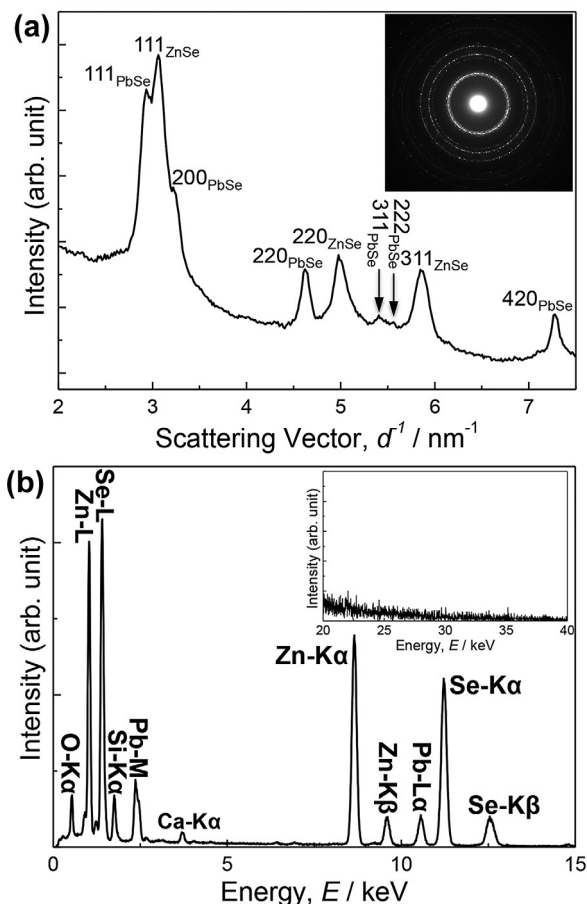 (a)
111ZnSe
111PbSe
200PbSe
220PbSe
220ZnSe
311PbSe
222PbSe
311ZnSe
420PbSe
Intensity (arb. unit)
2 3 4 5 6 7
Scattering Vector, d⁻¹ / nm⁻¹
(b)
O-Kα
Zn-L
Se-L
Si-Kα
Pb-M
Ca-Kα
Zn-Kα
Zn-Kβ
Pb-Lα
Se-Kα
Se-Kβ
Intensity (arb. unit)
20 25 30 35 40
Energy, E / keV
Intensity (arb. unit)
0 5 10 15
Energy, E / keV